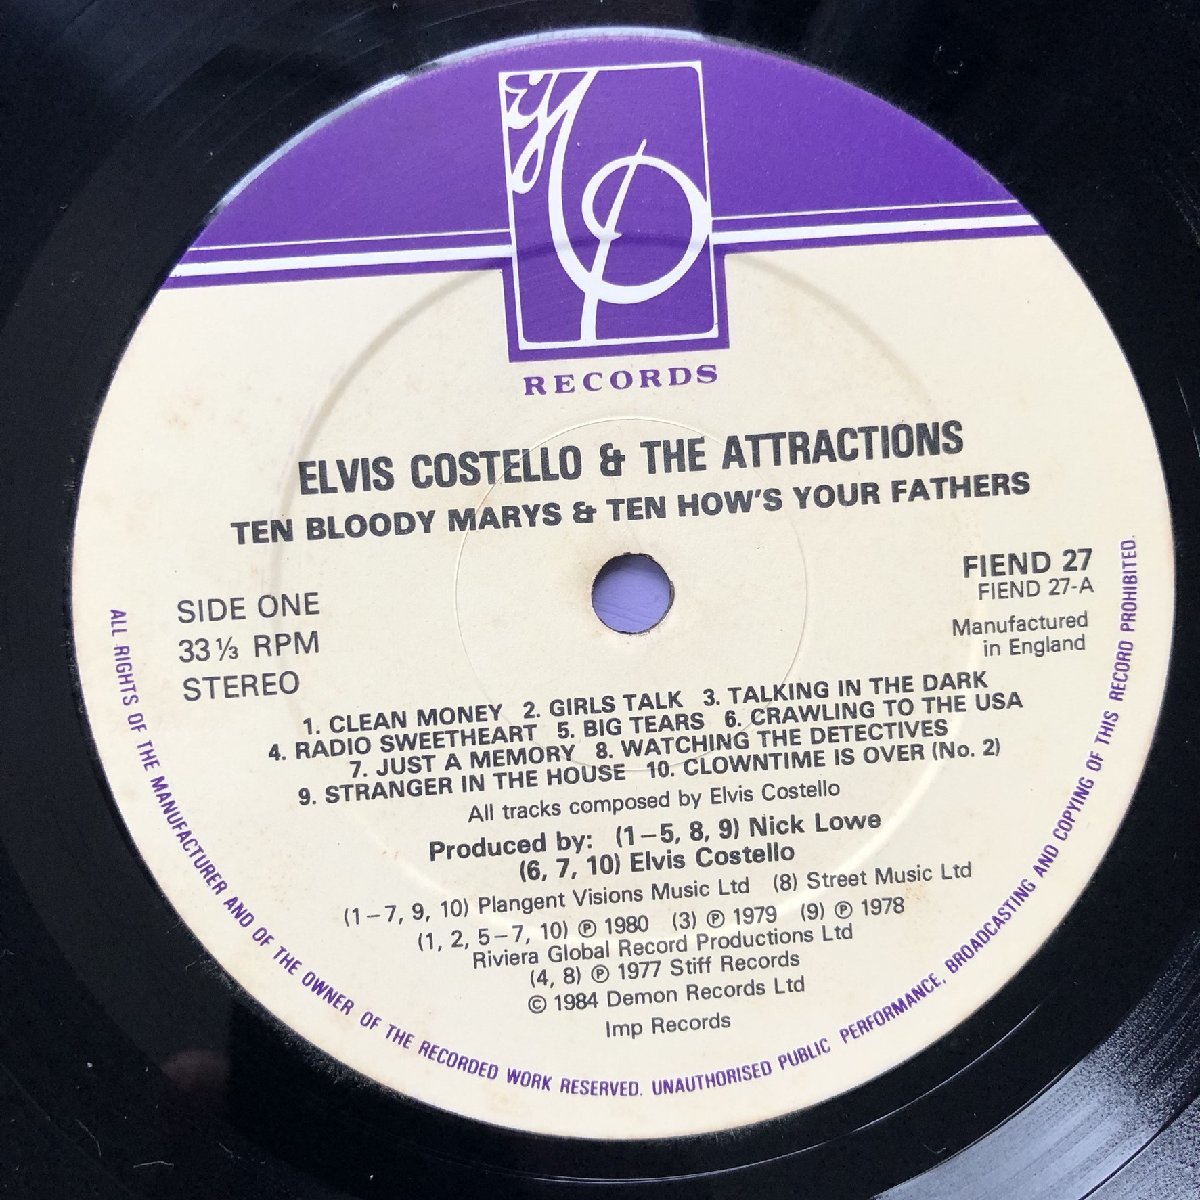 RECORDS
ELVIS COSTELLO & THE ATTRACTIONS
TEN BLOODY MARYS & TEN HOW'S YOUR FATHERS
SIDE ONE
33 ⅓ RPM
STEREO
FIEND 27
FIEND 27-A
Manufactured
in England
1. CLEAN MONEY 2. GIRLS TALK 3. TALKING IN THE DARK
4. RADIO SWEETHEART 5. BIG TEARS 6. CRAWLING TO THE USA
7. JUST A MEMORY 8. WATCHING THE DETECTIVES
9. STRANGER IN THE HOUSE 10. CLOWNTIME IS OVER (No. 2)
All tracks composed by Elvis Costello
Produced by: (1–5, 8, 9) Nick Lowe
(6, 7, 10) Elvis Costello
(1–7, 9, 10) Plangent Visions Music Ltd (8) Street Music Ltd
(1, 2, 5–7, 10) ℗ 1980 (3) ℗ 1979 (9) ℗ 1978
Riviera Global Record Productions Ltd
(4, 8) ℗ 1977 Stiff Records
© 1984 Demon Records Ltd
Imp Records
ALL RIGHTS OF THE MANUFACTURER AND OF THE OWNER OF THE RECORDED WORK RESERVED. UNAUTHORISED PUBLIC PERFORMANCE, BROADCASTING AND COPYING OF THIS RECORD PROHIBITED.